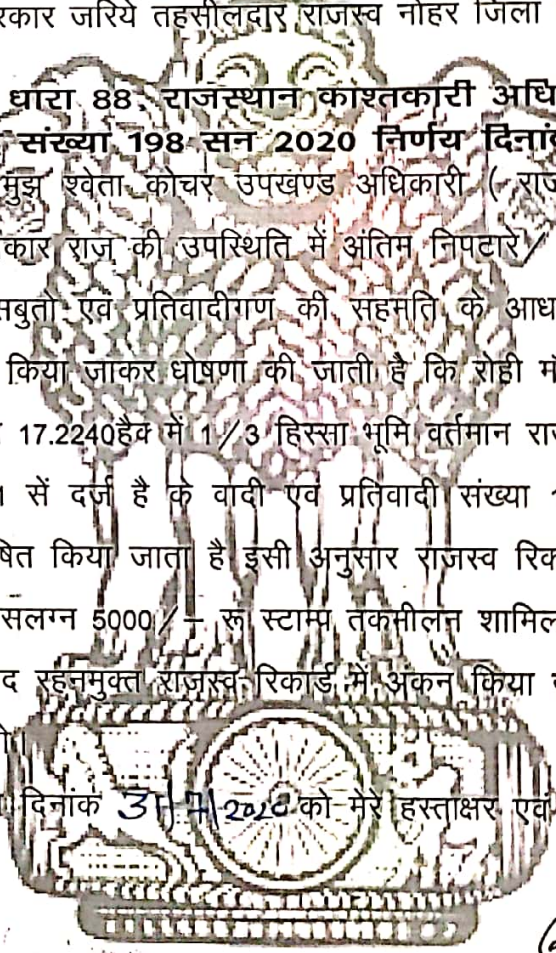 रकार जरिये तहसीलदार राजस्व नोहर जिला
धारा 88, राजस्थान काश्तकारी अधि
संख्या 198 सन 2020 निर्णय दिनां
मुझ श्वेता कोचर उपखण्ड अधिकारी ( राज
कार राज की उपस्थिति में अंतिम निपटारे/
सबुतो एवं प्रतिवादीगण की सहमति के आध
किया जाकर घोषणा की जाती है कि रोही म
17.2240हैक में 1/3 हिस्सा भूमि वर्तमान रा
1 सें दर्ज है के वादी एवं प्रतिवादी संख्या
षित किया जाता है इसी अनुसार राजस्व रिक
सलग्न 5000/– रू स्टाम्प तकमीलन शामिल
द रहनमुक्त राजस्व रिकार्ड में अकन किया
दिनांक 31/7/2020 को मेरे हस्ताक्षर एवं